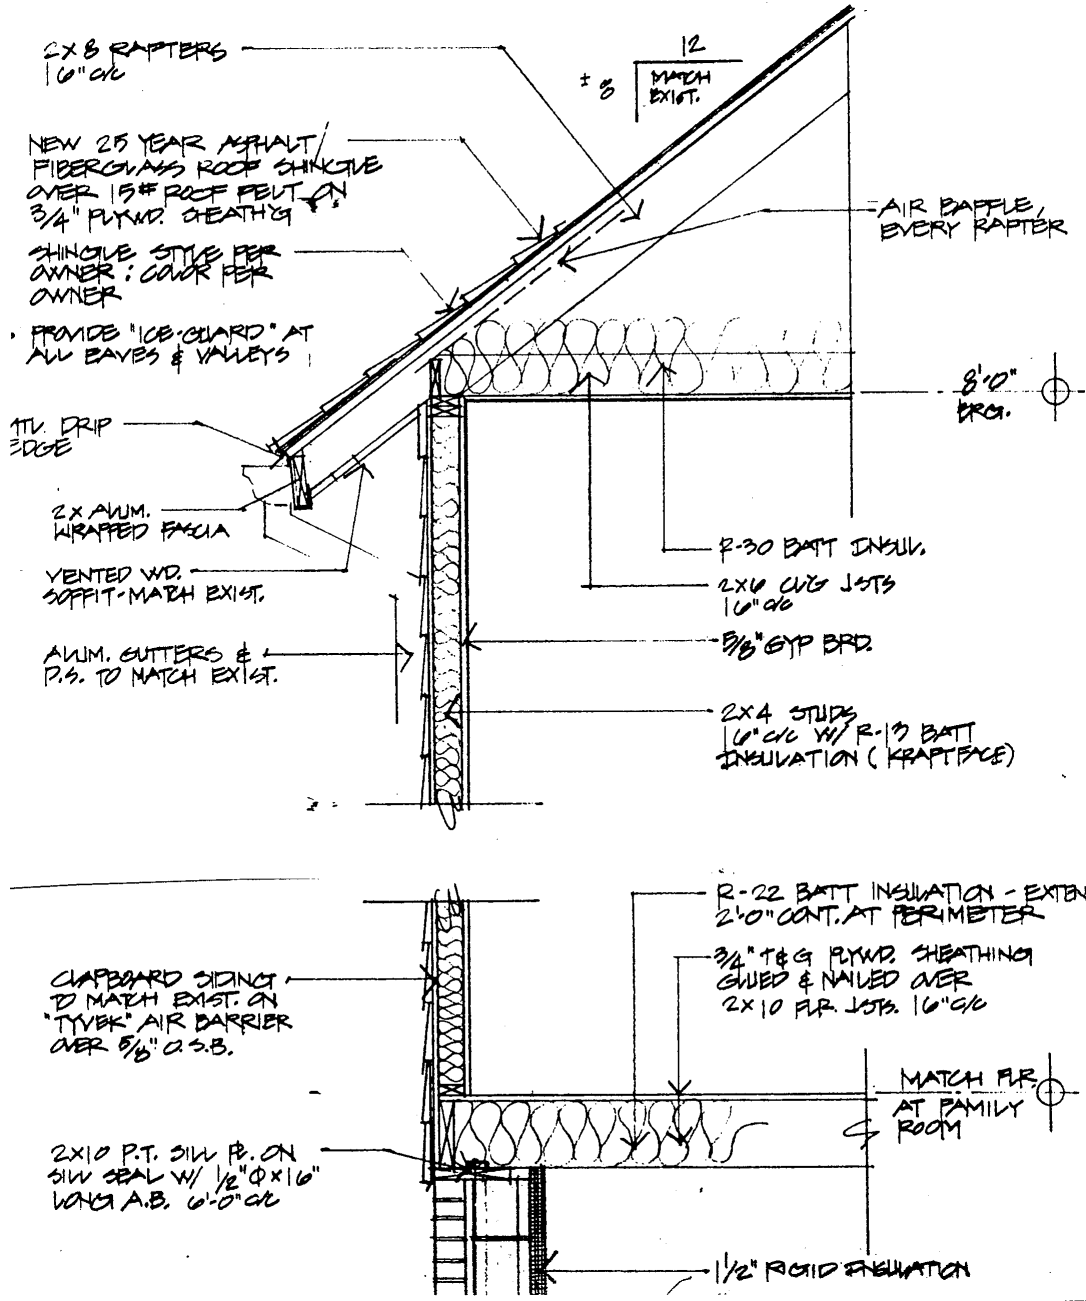 2X8 RAFTERS
16" o/c
12
± 8
MATCH
EXIST.
NEW 25 YEAR ASPHALT
FIBERGLASS ROOF SHINGLE
OVER 15# ROOF FELT ON
3/4" PLYWD. SHEATH'G
SHINGLE STYLE PER
OWNER; COLOR PER
OWNER
PROVIDE "ICE-GUARD" AT
ALL EAVES & VALLEYS
AIR BAFFLE,
EVERY RAFTER
8'-0"
BRG.
DRIP
EDGE
2X ALUM.
WRAPPED FASCIA
VENTED WD.
SOFFIT-MATCH EXIST.
ALUM. GUTTERS &
D.S. TO MATCH EXIST.
R-30 BATT INSUL.
2X6 CLG JSTS
16" o/c
5/8" GYP BRD.
2X4 STUDS
16" o/c W/ R-13 BATT
INSULATION (KRAFT FACE)
R-22 BATT INSULATION - EXTEN
2'-0" CONT. AT PERIMETER
3/4" T&G PLYWD. SHEATHING
GLUED & NAILED OVER
2X10 FLR. JSTS. 16" o/c
CLAPBOARD SIDING
TO MATCH EXIST. ON
"TYVEK" AIR BARRIER
OVER 5/8" O.S.B.
MATCH FLR.
AT FAMILY
ROOM
2X10 P.T. SILL PL. ON
SILL SEAL W/ 1/2" Ø X 16"
LONG A.B. 6'-0" o/c
1 1/2" RIGID INSULATION